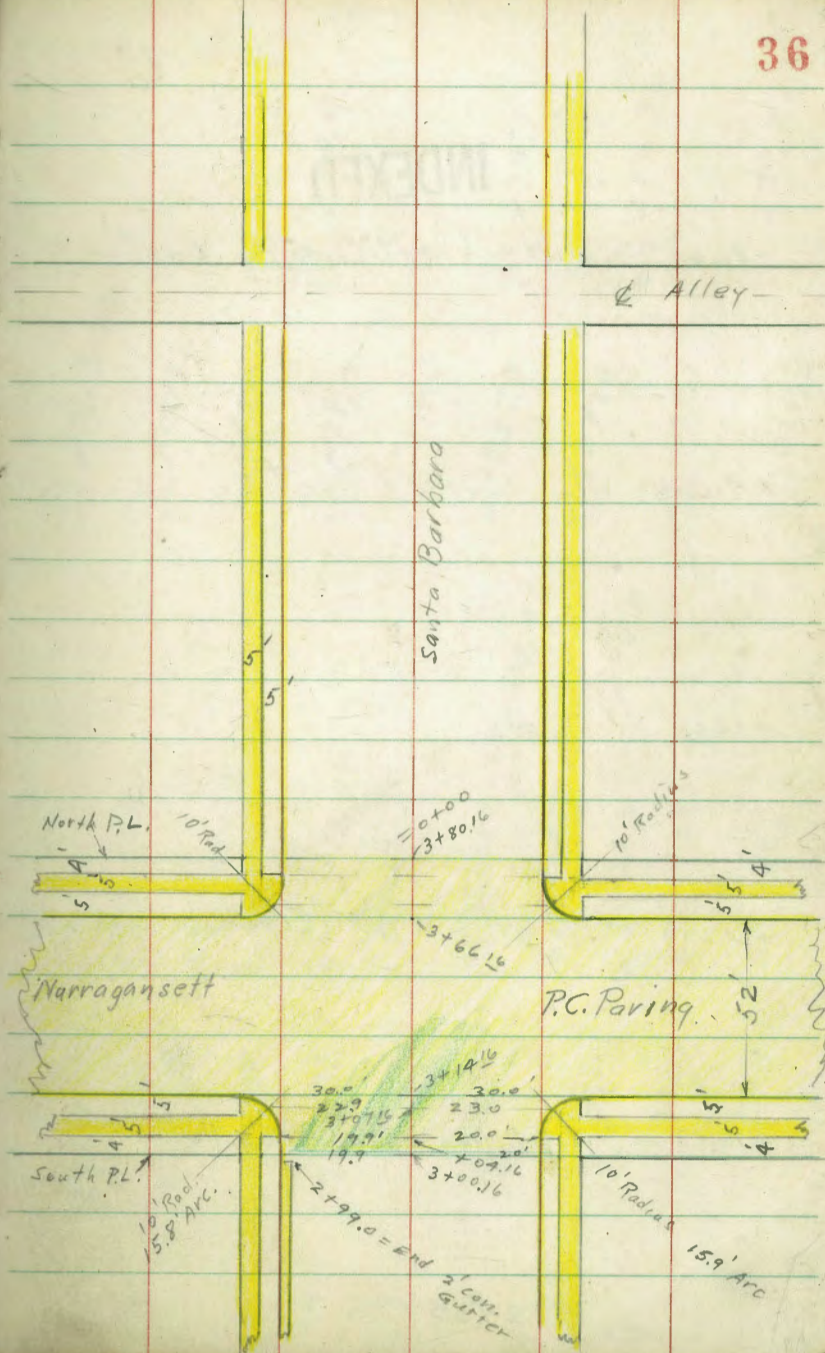 36
℄ Alley
Santa Barbara
5'
5'
=0+00
3+80.16
North P.L.
10' Rad
10' Radius
4'
5'
5'
4'
5'
5'
3+66 16
Narragansett
P.C. Paving
52'
3+14 16
30.0'
30.0'
22.9
23.0
3+07 16
19.9'
20.0'
+04.16
20'
19.9
3+00.16
5'
5'
4'
5'
5
4'
South P.L.
10' Rad.
15.8' Arc.
2+99.0 = End
2' con.
Gutter
10' Radius
15.9' Arc